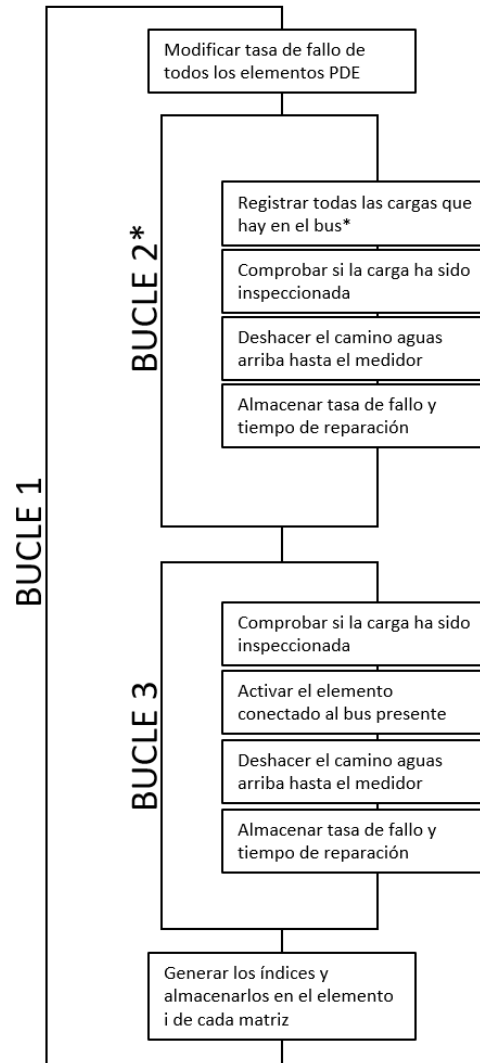 Modificar tasa de fallo de
todos los elementos PDE
BUCLE 1
BUCLE 2*
Registrar todas las cargas que
hay en el bus*
Comprobar si la carga ha sido
inspeccionada
Deshacer el camino aguas
arriba hasta el medidor
Almacenar tasa de fallo y
tiempo de reparación
BUCLE 3
Comprobar si la carga ha sido
inspeccionada
Activar el elemento
conectado al bus presente
Deshacer el camino aguas
arriba hasta el medidor
Almacenar tasa de fallo y
tiempo de reparación
Generar los índices y
almacenarlos en el elemento
i de cada matriz